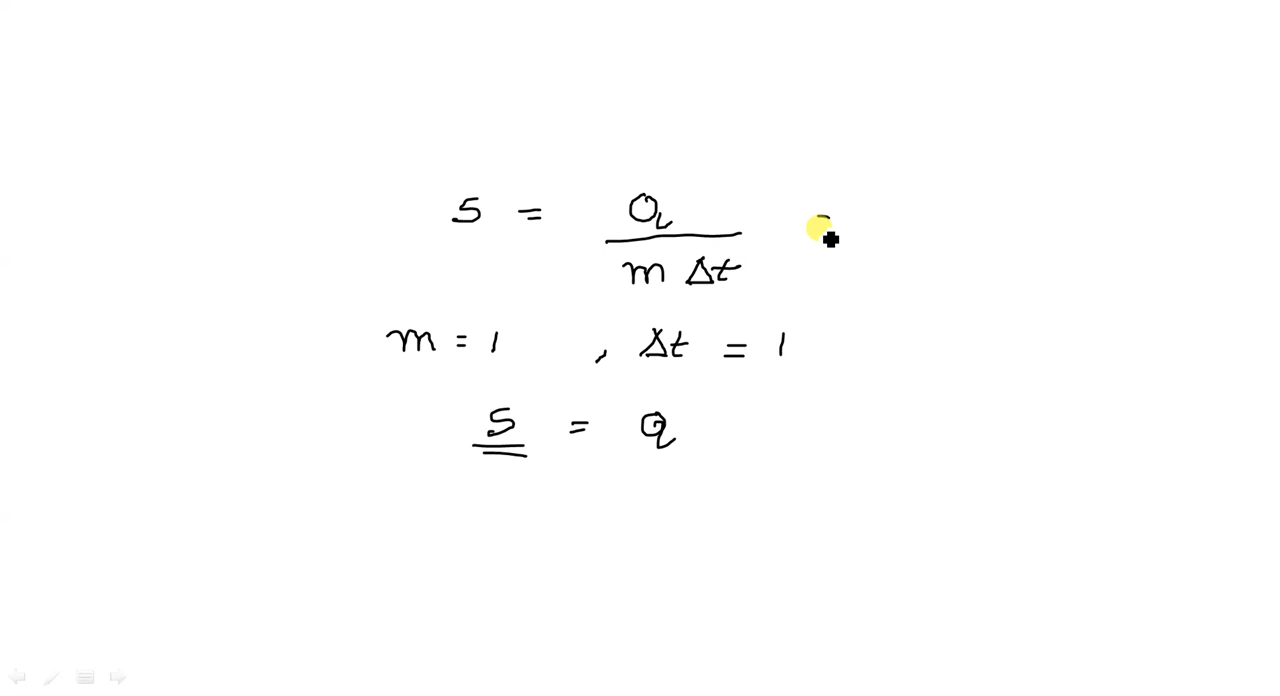 S = Q
m Δt
m = 1 , Δt = 1
S = Q